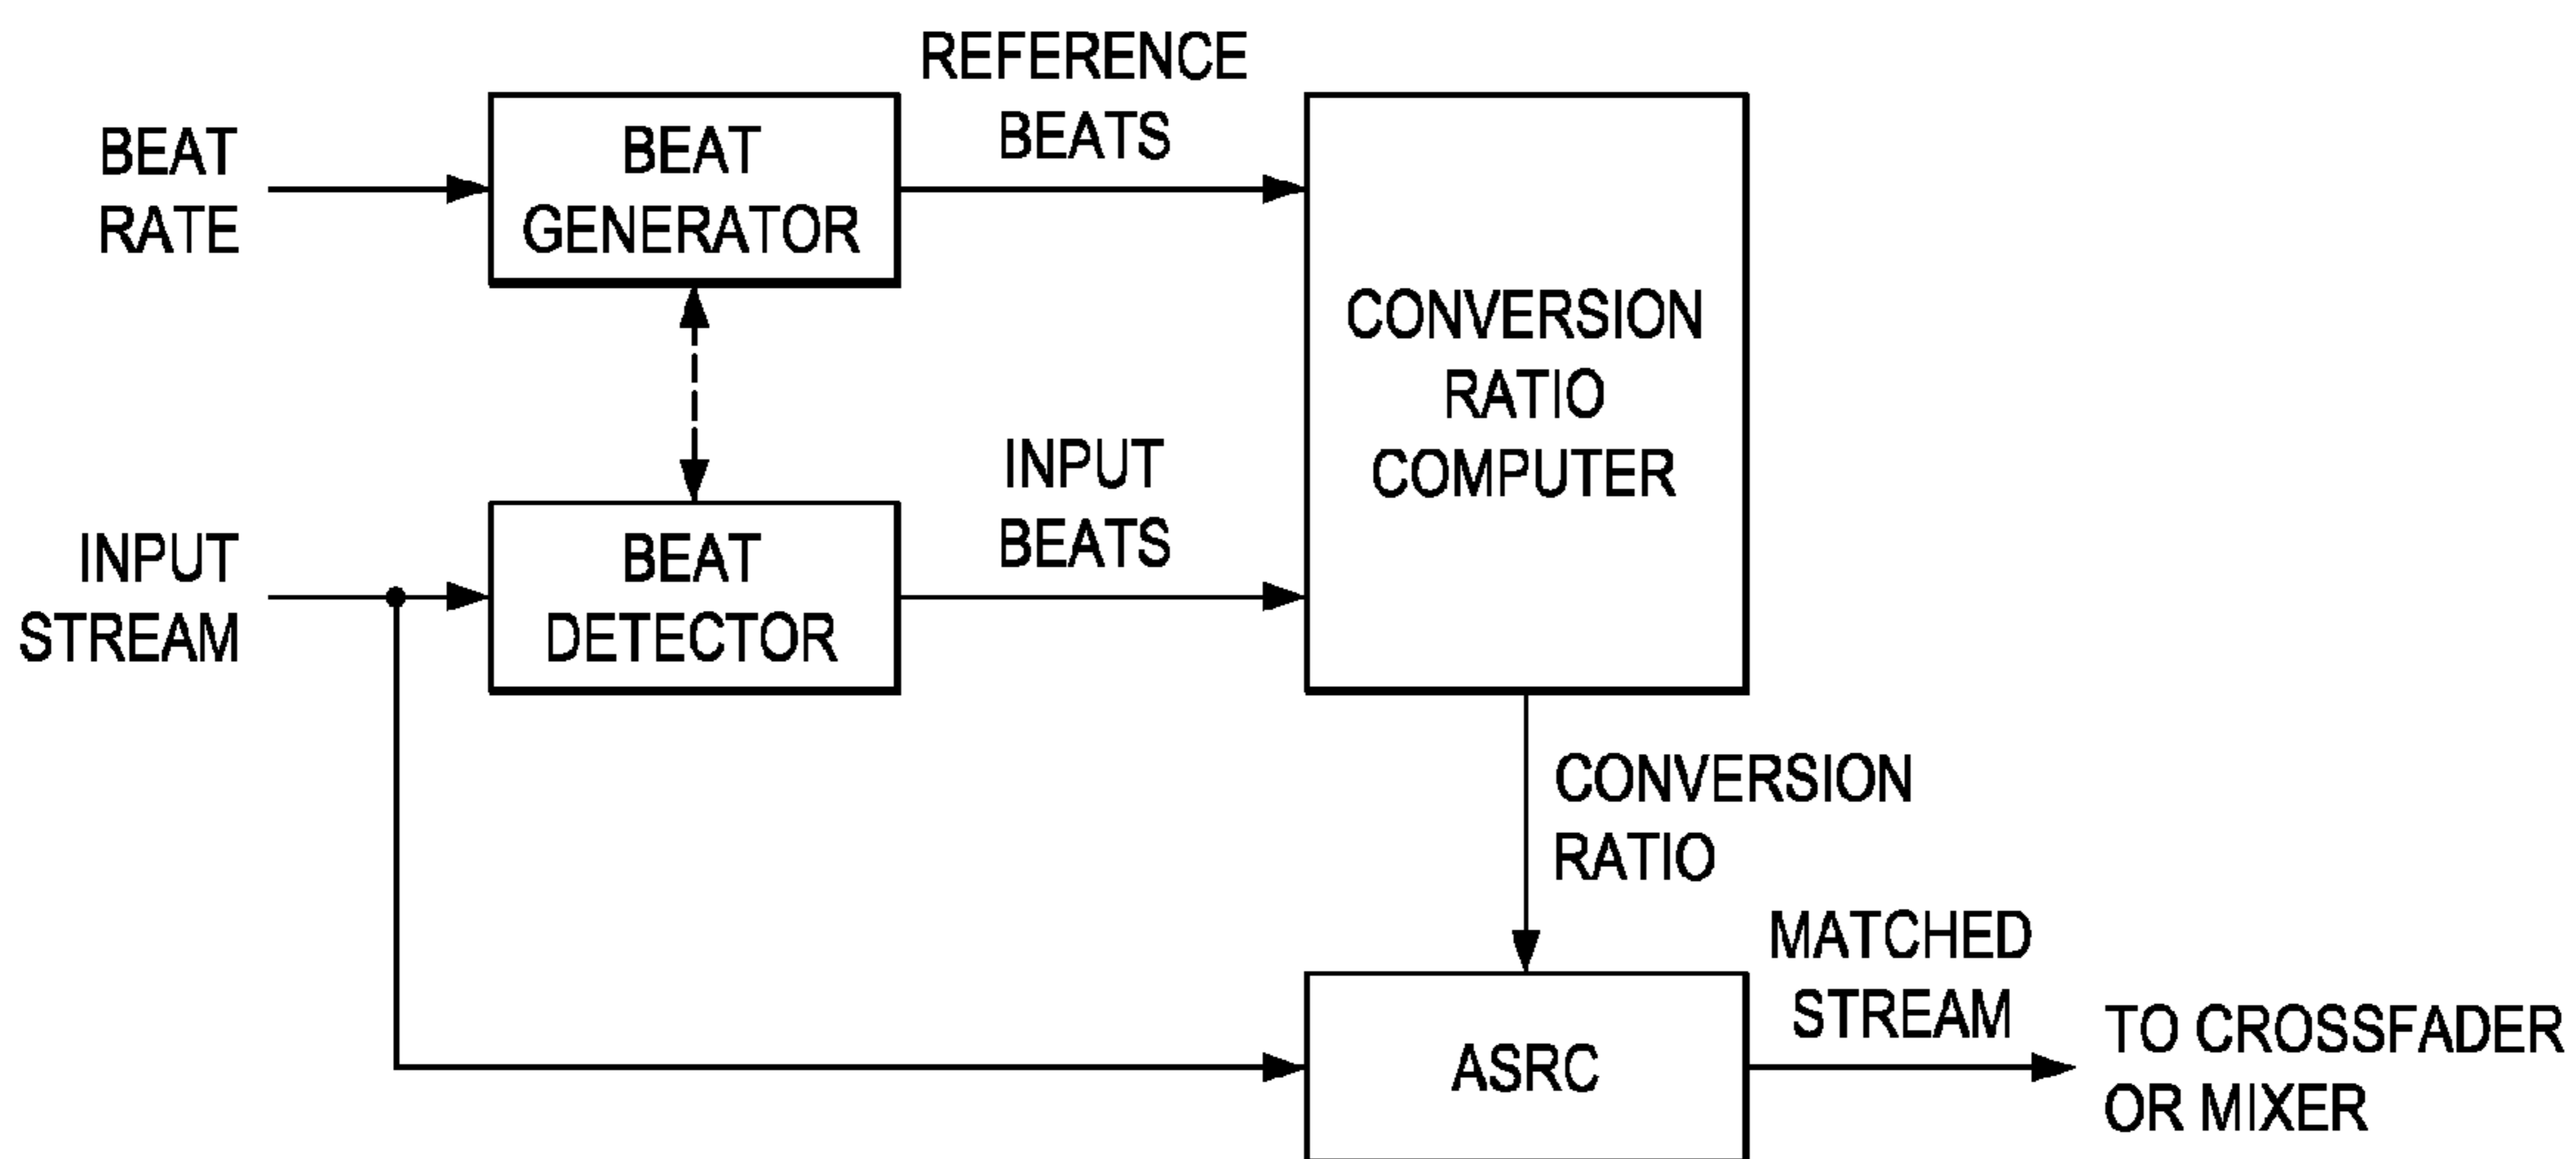 REFERENCE
BEATS
BEAT
RATE
BEAT
GENERATOR
CONVERSION
RATIO
COMPUTER
INPUT
BEATS
INPUT
STREAM
BEAT
DETECTOR
CONVERSION
RATIO
MATCHED
STREAM
ASRC
TO CROSSFADER
OR MIXER